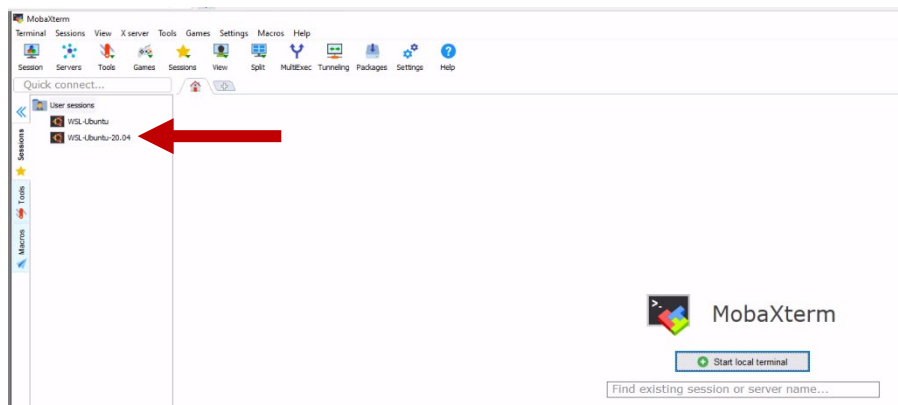 MobaXterm
Terminal Sessions View X server Tools Games Settings Macros Help
Session Servers Tools Games Sessions View Split MultiExec Tunneling Packages Settings Help
Quick connect...
User sessions
WSL-Ubuntu
WSL-Ubuntu-20.04
Sessions
Tools
Macros
MobaXterm
Start local terminal
Find existing session or server name...